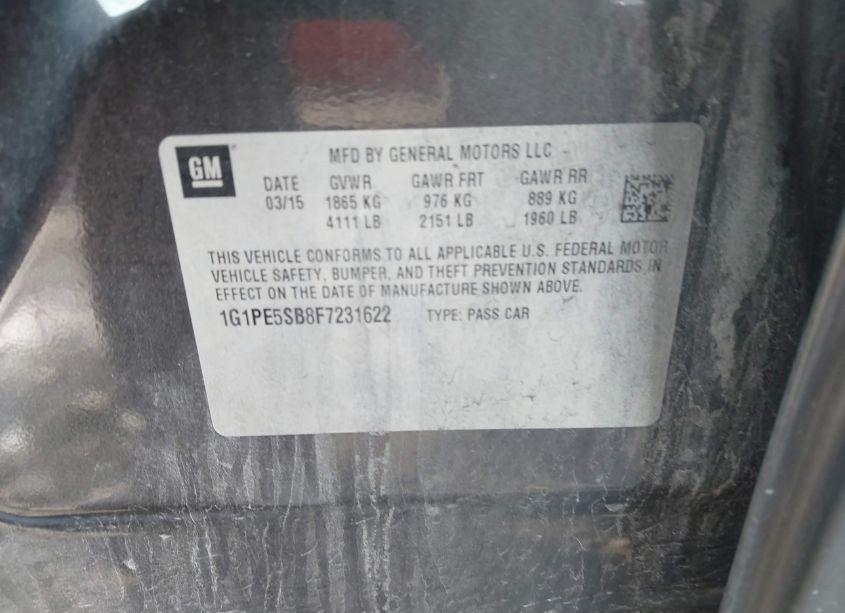 GM
MFD BY GENERAL MOTORS LLC
DATE GVWR GAWR FRT GAWR RR
03/15 1865 KG 976 KG 889 KG
4111 LB 2151 LB 1960 LB
THIS VEHICLE CONFORMS TO ALL APPLICABLE U.S. FEDERAL MOTOR
VEHICLE SAFETY, BUMPER, AND THEFT PREVENTION STANDARDS IN
EFFECT ON THE DATE OF MANUFACTURE SHOWN ABOVE.
1G1PE5SB8F7231622 TYPE: PASS CAR